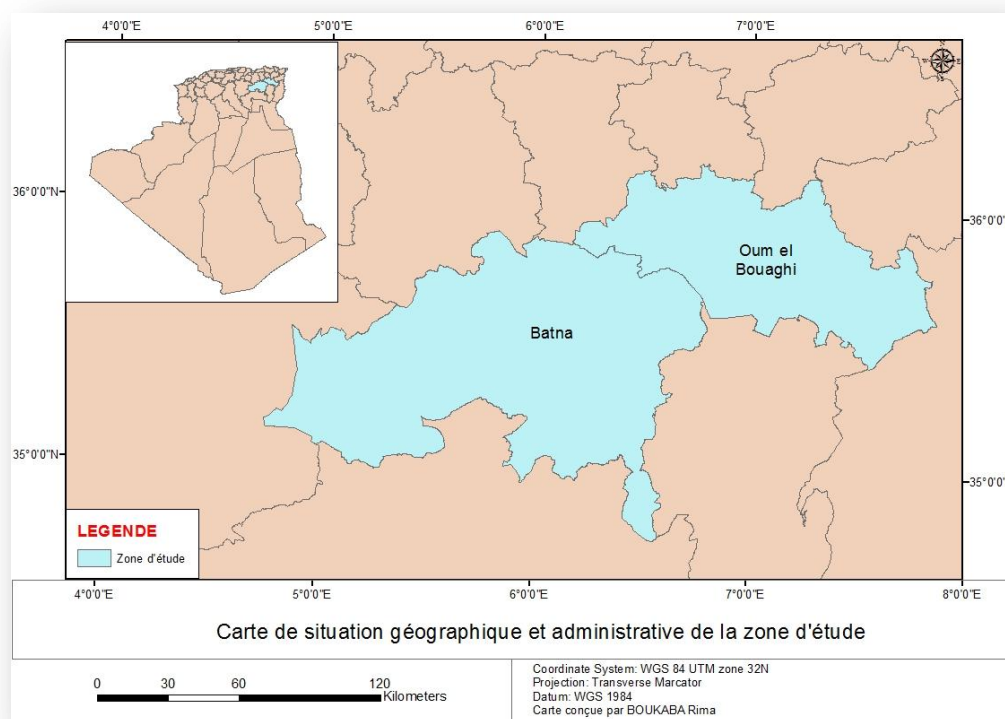 4°0'0"E 5°0'0"E 6°0'0"E 7°0'0"E
36°0'0"N
36°0'0"N
Oum el
Bouaghi
Batna
35°0'0"N
35°0'0"N
LEGENDE
Zone d'étude
4°0'0"E 5°0'0"E 6°0'0"E 7°0'0"E 8°0'0"E
Carte de situation géographique et administrative de la zone d'étude
0 30 60 120
Kilometers
Coordinate System: WGS 84 UTM zone 32N
Projection: Transverse Marcator
Datum: WGS 1984
Carte conçue par BOUKABA Rima